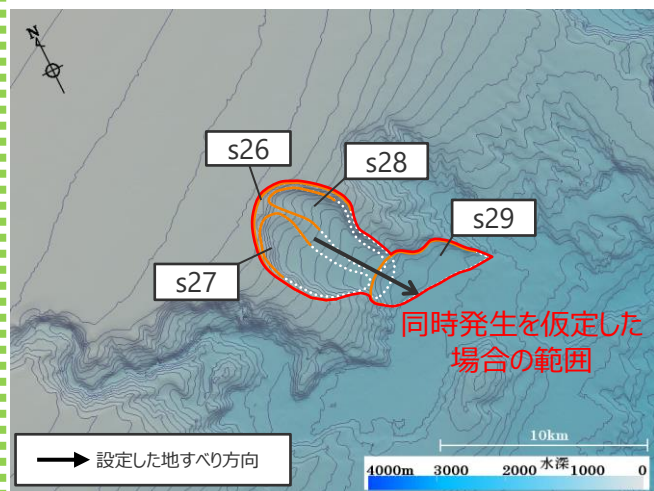 N
s26
s28
s29
s27
同時発生を仮定した
場合の範囲
設定した地すべり方向
10km
4000m 3000 2000 水深 1000 0